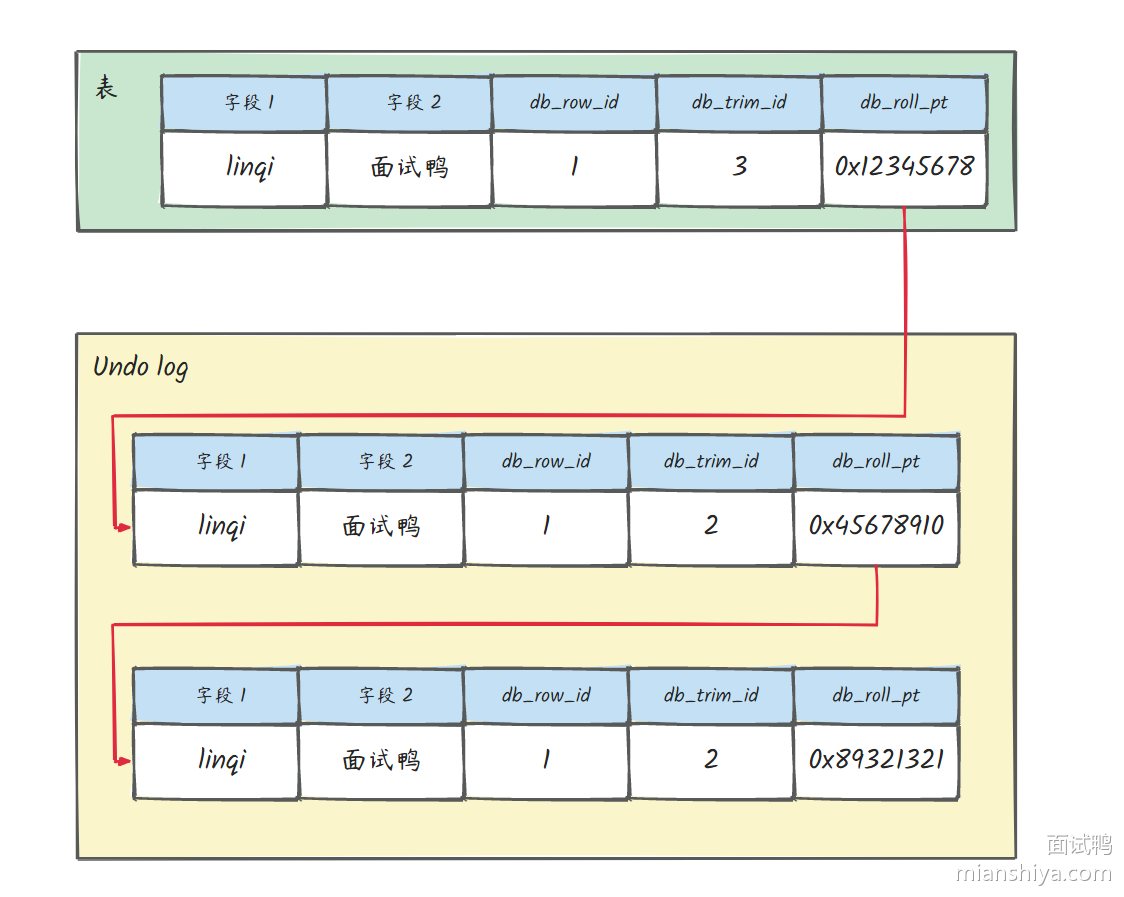 表
字段 1 字段 2 db_row_id db_trim_id db_roll_pt
linqi 面试鸭 1 3 0x12345678
Undo log
字段 1 字段 2 db_row_id db_trim_id db_roll_pt
linqi 面试鸭 1 2 0x45678910
字段 1 字段 2 db_row_id db_trim_id db_roll_pt
linqi 面试鸭 1 2 0x89321321
面试鸭
mianshiya.com